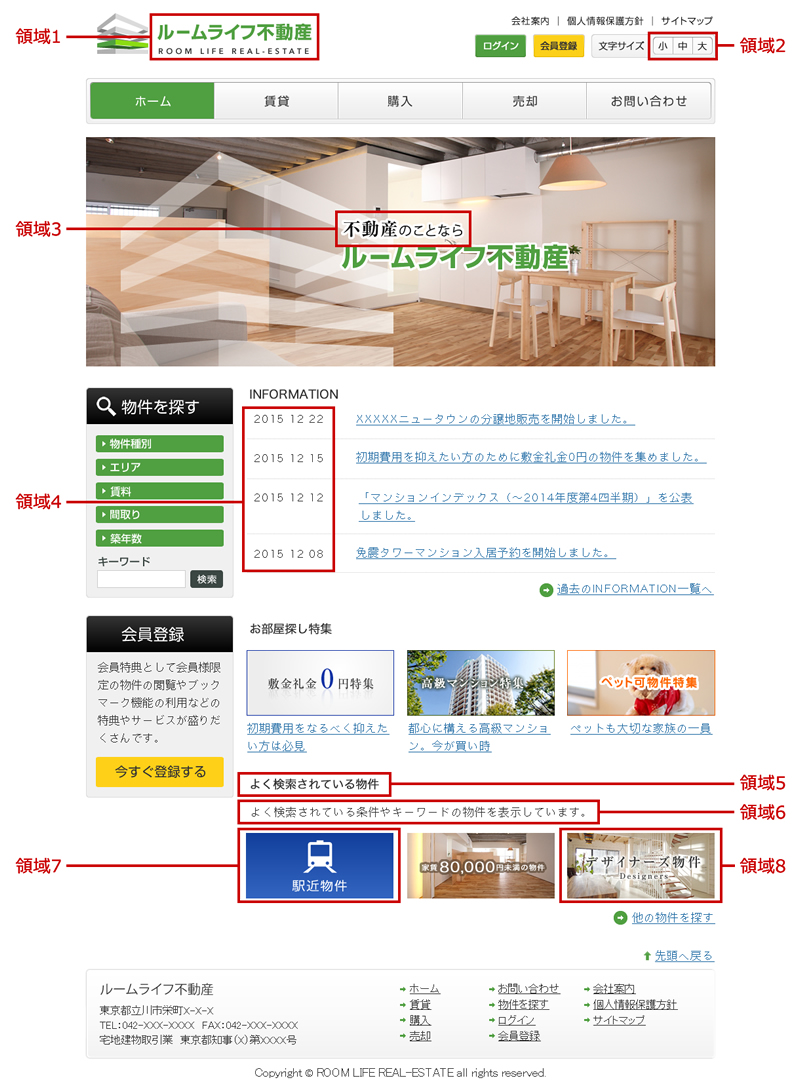 会社案内 | 個人情報保護方針 | サイトマップ
領域1
ルームライフ不動産
ROOM LIFE REAL-ESTATE
ログイン 会員登録 文字サイズ 小 中 大
領域2
ホーム 賃貸 購入 売却 お問い合わせ
領域3
不動産のことなら
ルームライフ不動産
物件を探す
物件種別
エリア
賃料
間取り
築年数
キーワード
検索
領域4
INFORMATION
2015 12 22 XXXXXニュータウンの分譲地販売を開始しました。
2015 12 15 初期費用を抑えたい方のために敷金礼金0円の物件を集めました。
2015 12 12 「マンションインデックス(～2014年度第4四半期)」を公表
しました。
2015 12 08 免震タワーマンション入居予約を開始しました。
過去のINFORMATION一覧へ
会員登録
会員特典として会員様限
定の物件の閲覧やブック
マーク機能の利用などの
特典やサービスが盛りだ
くさんです。
今すぐ登録する
お部屋探し特集
敷金礼金0円特集
初期費用をなるべく抑えた
い方は必見
高級マンション特集
都心に構える高級マンショ
ン。今が買い時
ペット可物件特集
ペットも大切な家族の一員
よく検索されている物件
領域5
よく検索されている条件やキーワードの物件を表示しています。
領域6
領域7
駅近物件
家賃80,000円未満の物件
デザイナーズ物件
Designers
領域8
他の物件を探す
先頭へ戻る
ルームライフ不動産
東京都立川市栄町X-X-X
TEL:042-XXX-XXXX FAX:042-XXX-XXXX
宅地建物取引業 東京都知事(X)第XXXX号
ホーム
賃貸
購入
売却
お問い合わせ
物件を探す
ログイン
会員登録
会社案内
個人情報保護方針
サイトマップ
Copyright © ROOM LIFE REAL-ESTATE all rights reserved.